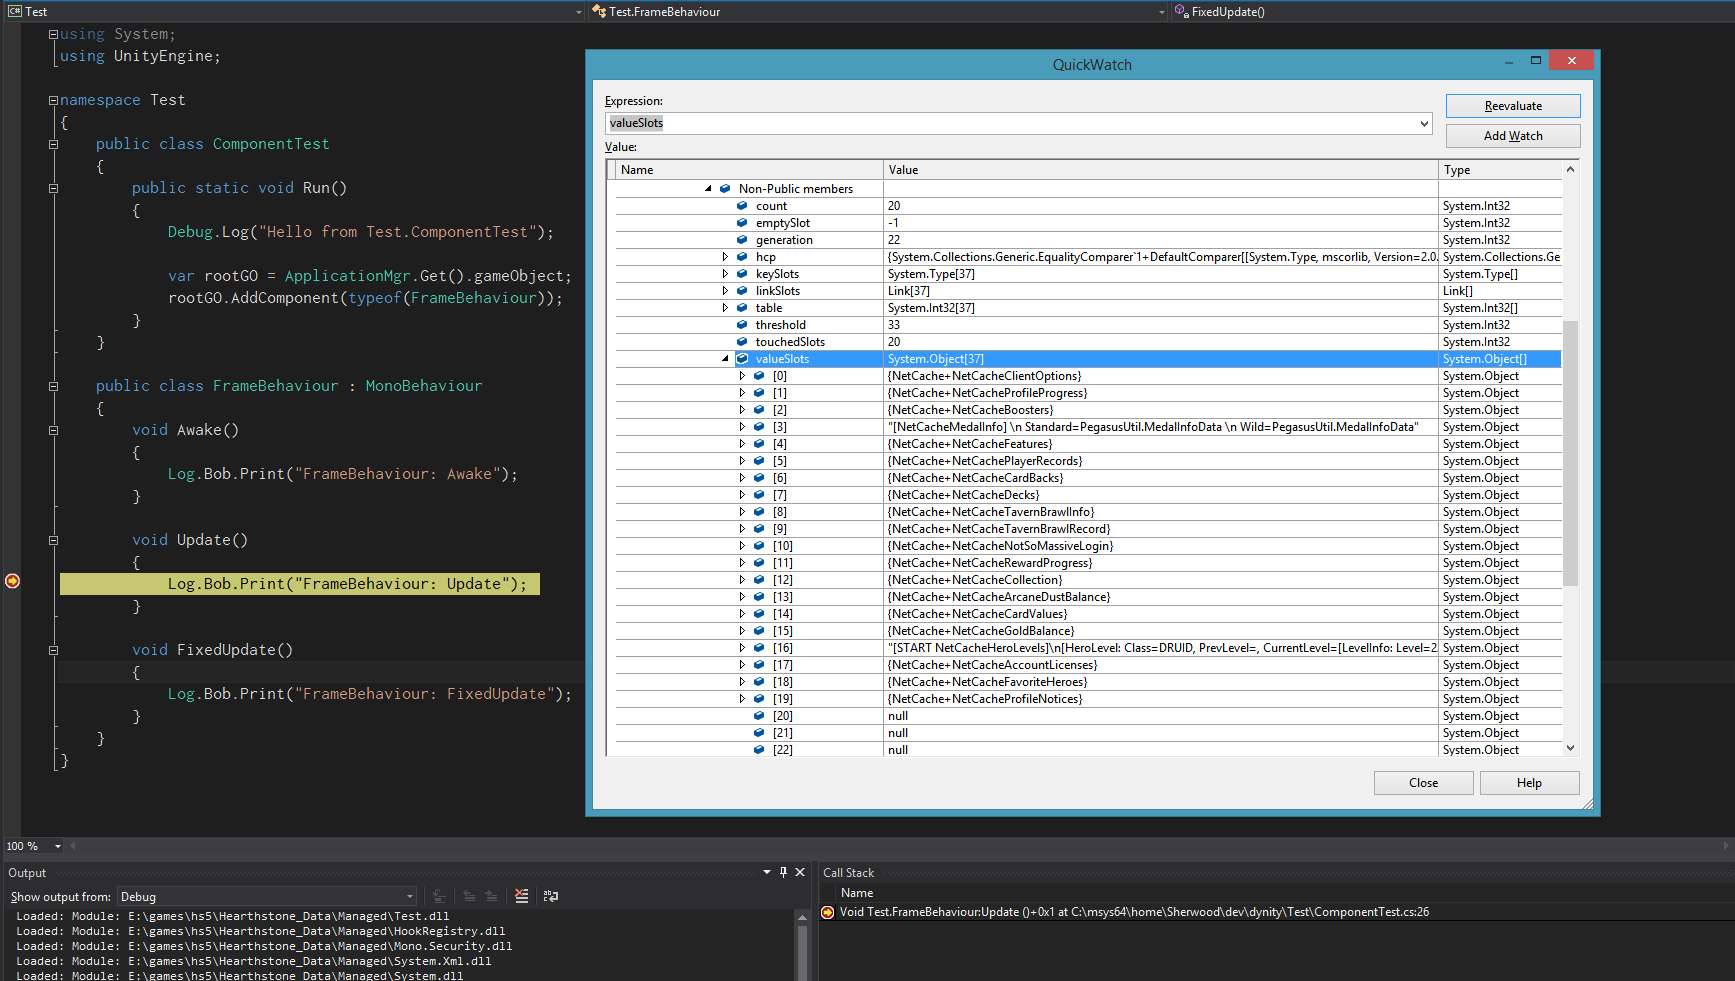 Test
Test.FrameBehaviour
FixedUpdate()
using System;
using UnityEngine;
namespace Test
{
public class ComponentTest
{
public static void Run()
{
Debug.Log("Hello from Test.ComponentTest");
var rootGO = ApplicationMgr.Get().gameObject;
rootGO.AddComponent(typeof(FrameBehaviour));
}
}
public class FrameBehaviour : MonoBehaviour
{
void Awake()
{
Log.Bob.Print("FrameBehaviour: Awake");
}
void Update()
{
Log.Bob.Print("FrameBehaviour: Update");
}
void FixedUpdate()
{
Log.Bob.Print("FrameBehaviour: FixedUpdate");
}
}
}
QuickWatch
Expression:
Reevaluate
valueSlots
Add Watch
Value:
Name Value Type
Non-Public members
count 20 System.Int32
emptySlot -1 System.Int32
generation 22 System.Int32
hcp {System.Collections.Generic.EqualityComparer`1+DefaultComparer[[System.Type, mscorlib, Version=2.0. System.Collections.Ge
keySlots System.Type[37] System.Type[]
linkSlots Link[37] Link[]
table System.Int32[37] System.Int32[]
threshold 33 System.Int32
touchedSlots 20 System.Int32
valueSlots System.Object[37] System.Object[]
[0] {NetCache+NetCacheClientOptions} System.Object
[1] {NetCache+NetCacheProfileProgress} System.Object
[2] {NetCache+NetCacheBoosters} System.Object
[3] "[NetCacheMedalInfo] \n Standard=PegasusUtil.MedalInfoData \n Wild=PegasusUtil.MedalInfoData" System.Object
[4] {NetCache+NetCacheFeatures} System.Object
[5] {NetCache+NetCachePlayerRecords} System.Object
[6] {NetCache+NetCacheCardBacks} System.Object
[7] {NetCache+NetCacheDecks} System.Object
[8] {NetCache+NetCacheTavernBrawlInfo} System.Object
[9] {NetCache+NetCacheTavernBrawlRecord} System.Object
[10] {NetCache+NetCacheNotSoMassiveLogin} System.Object
[11] {NetCache+NetCacheRewardProgress} System.Object
[12] {NetCache+NetCacheCollection} System.Object
[13] {NetCache+NetCacheArcaneDustBalance} System.Object
[14] {NetCache+NetCacheCardValues} System.Object
[15] {NetCache+NetCacheGoldBalance} System.Object
[16] "[START NetCacheHeroLevels]\n[HeroLevel: Class=DRUID, PrevLevel=, CurrentLevel=[LevelInfo: Level=2 System.Object
[17] {NetCache+NetCacheAccountLicenses} System.Object
[18] {NetCache+NetCacheFavoriteHeroes} System.Object
[19] {NetCache+NetCacheProfileNotices} System.Object
[20] null System.Object
[21] null System.Object
[22] null System.Object
Close Help
100 %
Output
Show output from: Debug
Loaded: Module: E:\games\hs5\Hearthstone_Data\Managed\Test.dll
Loaded: Module: E:\games\hs5\Hearthstone_Data\Managed\HookRegistry.dll
Loaded: Module: E:\games\hs5\Hearthstone_Data\Managed\Mono.Security.dll
Loaded: Module: E:\games\hs5\Hearthstone_Data\Managed\System.Xml.dll
Loaded: Module: E:\games\hs5\Hearthstone_Data\Managed\System.dll
Call Stack
Name
Void Test.FrameBehaviour:Update ()+0x1 at C:\msys64\home\Sherwood\dev\dynity\Test\ComponentTest.cs:26